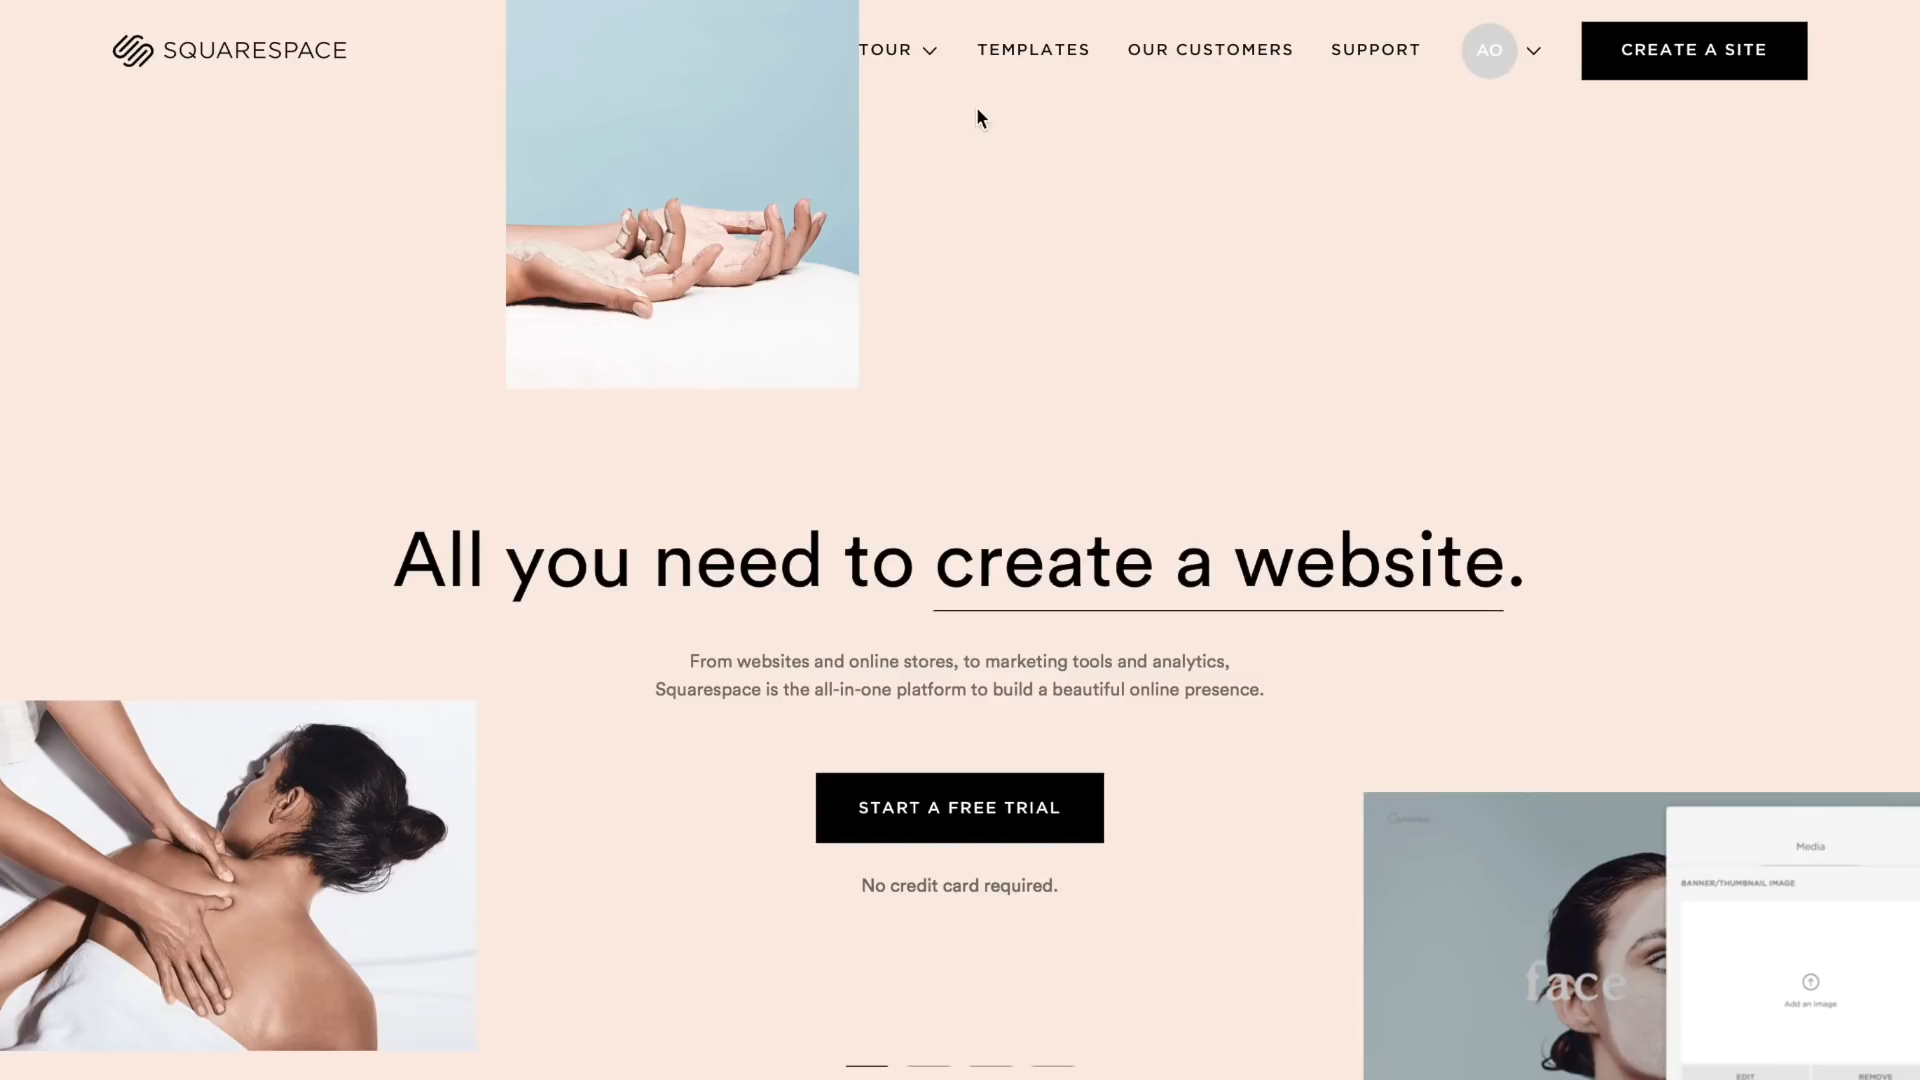 SQUARESPACE
TOUR
TEMPLATES
OUR CUSTOMERS
SUPPORT
AO
CREATE A SITE
All you need to create a website.
From websites and online stores, to marketing tools and analytics,
Squarespace is the all-in-one platform to build a beautiful online presence.
START A FREE TRIAL
No credit card required.
Media
BANNER/THUMBNAIL IMAGE
face
Add an Image
EDIT
REMOVE